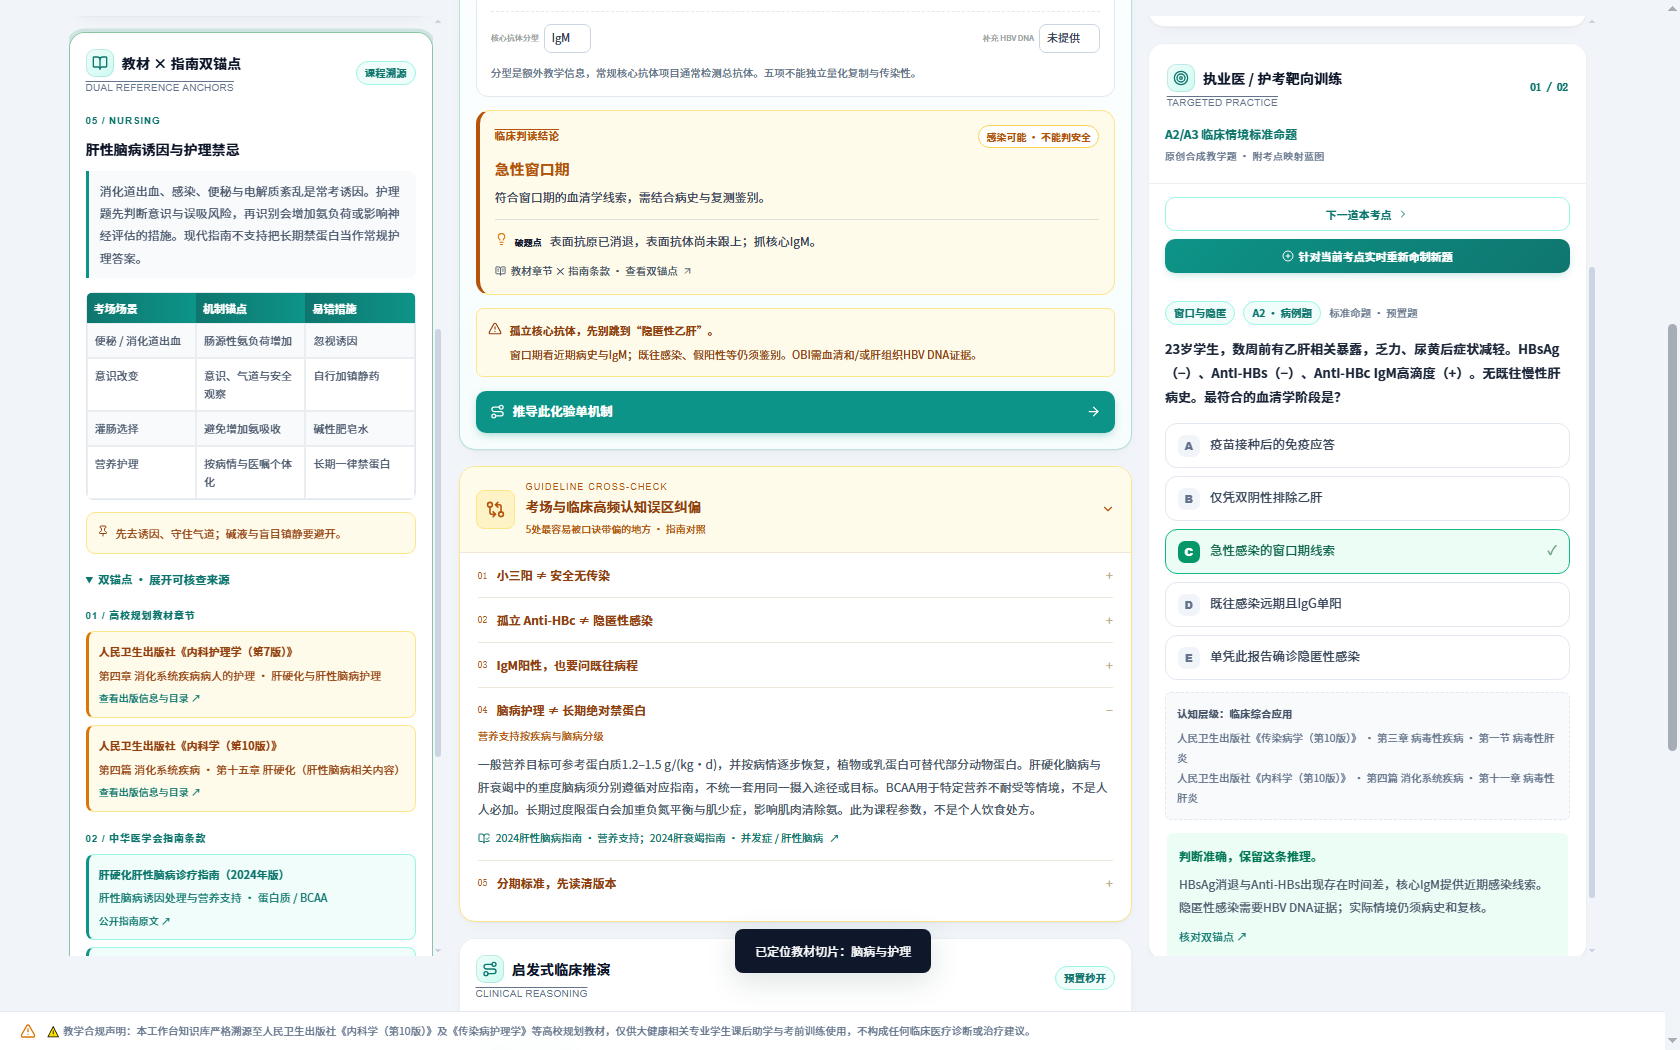 教材 × 指南双锚点
课程溯源
DUAL REFERENCE ANCHORS
05 / NURSING
肝性脑病诱因与护理禁忌
消化道出血、感染、便秘与电解质紊乱是常考诱因。护理
题先判断意识与误吸风险，再识别会增加氨负荷或影响神
经评估的措施。现代指南不支持把长期禁蛋白当作常规护
理答案。
考场场景 机制锚点 易错措施
便秘 / 消化道出血 肠源性氨负荷增加 忽视诱因
意识改变 意识、气道与安全
观察 自行加镇静药
灌肠选择 避免增加氨吸收 碱性肥皂水
营养护理 按病情与医嘱个体
化 长期一律禁蛋白
先去诱因、守住气道；碱液与盲目镇静要避开。
▼ 双锚点 · 展开可核查来源
01 / 高校规划教材章节
人民卫生出版社《内科护理学（第7版）》
第四章 消化系统疾病病人的护理 · 肝硬化与肝性脑病护理
查看出版信息与目录 ↗
人民卫生出版社《内科学（第10版）》
第四篇 消化系统疾病 · 第十五章 肝硬化（肝性脑病相关内容）
查看出版信息与目录 ↗
02 / 中华医学会指南条款
肝硬化肝性脑病诊疗指南（2024年版）
肝性脑病诱因处理与营养支持 · 蛋白质 / BCAA
公开指南原文 ↗
核心抗体分型 IgM
补充 HBV DNA 未提供
分型是额外教学信息，常规核心抗体项目通常检测总抗体。五项不能独立量化复制与传染性。
临床判读结论
感染可能 · 不能判安全
急性窗口期
符合窗口期的血清学线索，需结合病史与复测鉴别。
破题点 表面抗原已消退，表面抗体尚未跟上；抓核心IgM。
教材章节 × 指南条款 · 查看双锚点 ↗
孤立核心抗体，先别跳到“隐匿性乙肝”。
窗口期看近期病史与IgM；既往感染、假阳性等仍须鉴别。OBI需血清和/或肝组织HBV DNA证据。
推导此化验单机制 →
GUIDELINE CROSS-CHECK
考场与临床高频认知误区纠偏
5处最容易被口诀带偏的地方 · 指南对照
01 小三阳 ≠ 安全无传染 +
02 孤立 Anti-HBc ≠ 隐匿性感染 +
03 IgM阳性，也要问既往病程 +
04 脑病护理 ≠ 长期绝对禁蛋白 −
营养支持按疾病与脑病分级
一般营养目标可参考蛋白质1.2–1.5 g/(kg·d)，并按病情逐步恢复，植物或乳蛋白可替代部分动物蛋白。肝硬化脑病与
肝衰竭中的重度脑病须分别遵循对应指南，不统一套用同一摄入途径或目标。BCAA用于特定营养不耐受等情境，不是人
人必加。长期过度限蛋白会加重负氮平衡与肌少症，影响肌肉清除氨。此为课程参数，不是个人饮食处方。
2024肝性脑病指南 · 营养支持；2024肝衰竭指南 · 并发症 / 肝性脑病 ↗
05 分期标准，先读清版本 +
启发式临床推演
预置秒开
CLINICAL REASONING
已定位教材切片：脑病与护理
执业医 / 护考靶向训练
01 / 02
TARGETED PRACTICE
A2/A3 临床情境标准命题
原创合成教学题 · 附考点映射蓝图
下一道本考点
针对当前考点实时重新命制新题
窗口与隐匿 A2 · 病例题 标准命题 · 预置题
23岁学生，数周前有乙肝相关暴露，乏力、尿黄后症状减轻。HBsAg
（−）、Anti-HBs（−）、Anti-HBc IgM高滴度（+）。无既往慢性肝
病史。最符合的血清学阶段是？
A 疫苗接种后的免疫应答
B 仅凭双阴性排除乙肝
C 急性感染的窗口期线索 ✓
D 既往感染远期且IgG单阳
E 单凭此报告确诊隐匿性感染
认知层级：临床综合应用
人民卫生出版社《传染病学（第10版）》 · 第三章 病毒性疾病 · 第一节 病毒性肝
炎
人民卫生出版社《内科学（第10版）》 · 第四篇 消化系统疾病 · 第十一章 病毒性
肝炎
判断准确，保留这条推理。
HBsAg消退与Anti-HBs出现存在时间差，核心IgM提供近期感染线索。
隐匿性感染需要HBV DNA证据；实际情境仍须病史和复核。
核对双锚点 ↗
⚠ 教学合规声明：本工作台知识库严格溯源至人民卫生出版社《内科学（第10版）》及《传染病护理学》等高校规划教材，仅供大健康相关专业学生课后助学与考前训练使用，不构成任何临床医疗诊断或治疗建议。